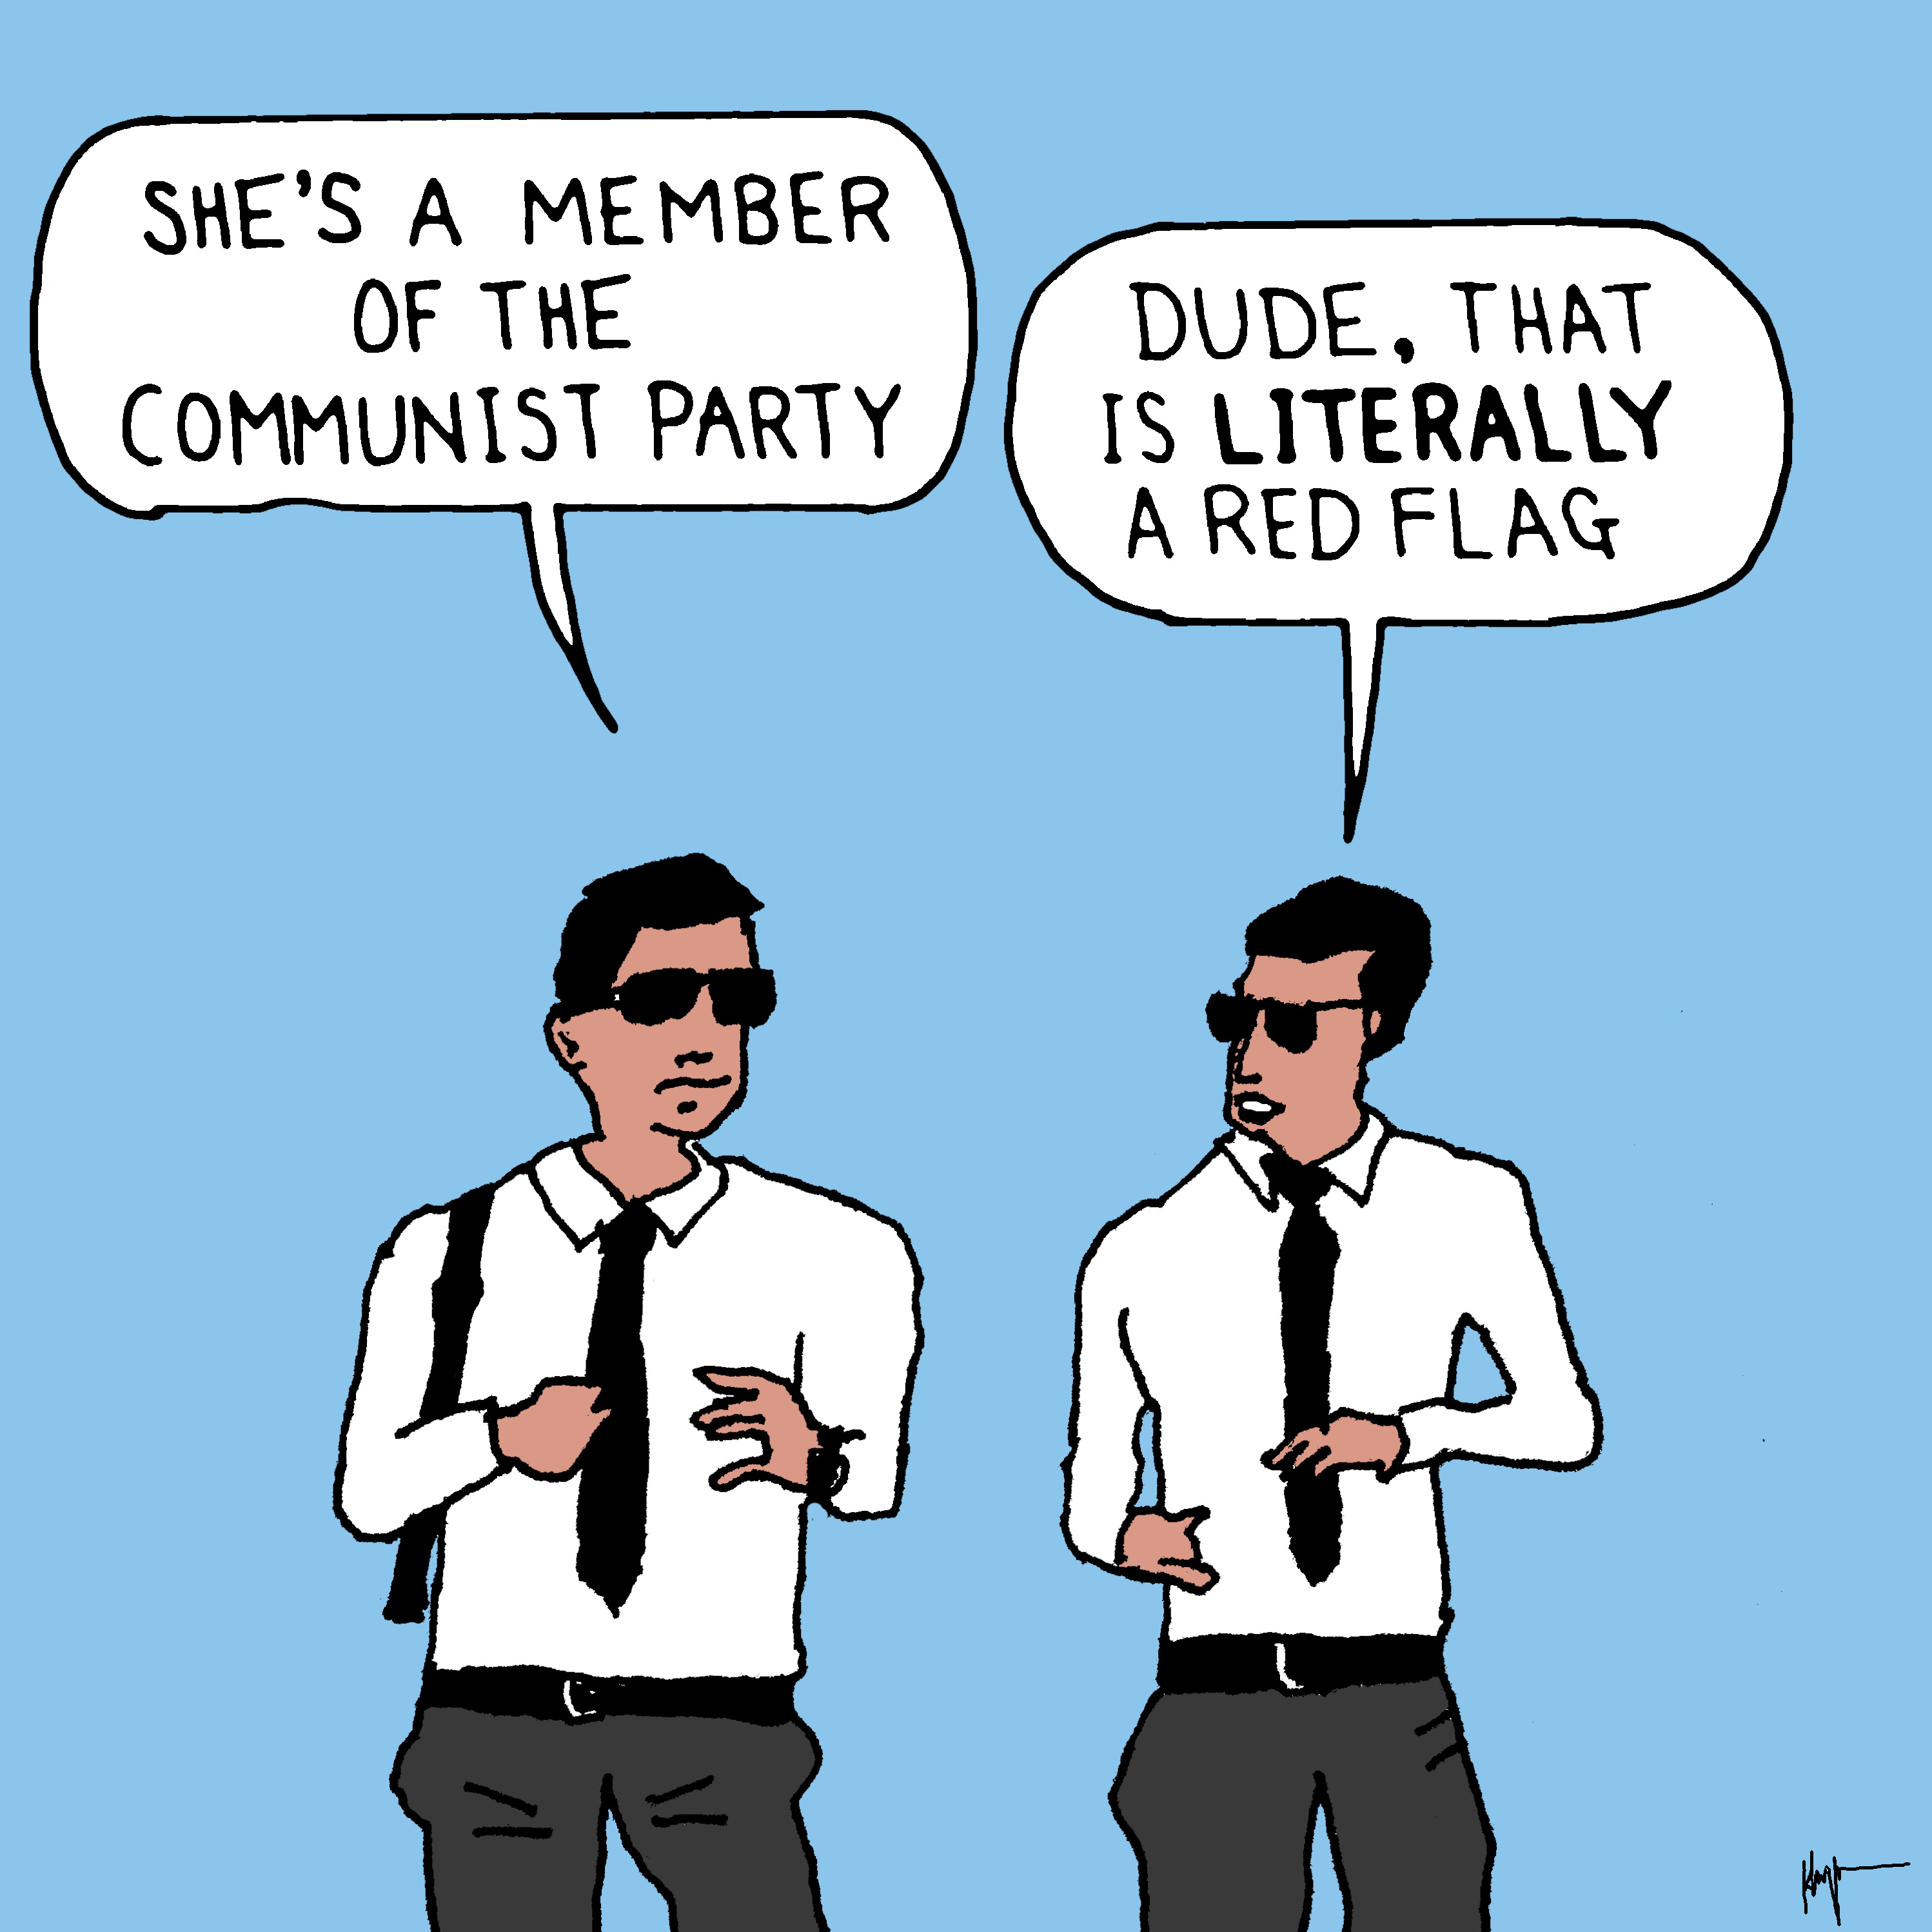 SHE'S A MEMBER
OF THE
COMMUNIST PARTY
DUDE, THAT
IS LITERALLY
A RED FLAG